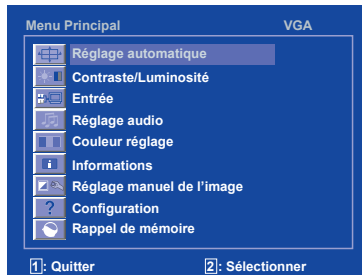 Menu Principal VGA
Réglage automatique
Contraste/Luminosité
Entrée
Réglage audio
Couleur réglage
Informations
Réglage manuel de l'image
Configuration
Rappel de mémoire
1: Quitter 2: Sélectionner